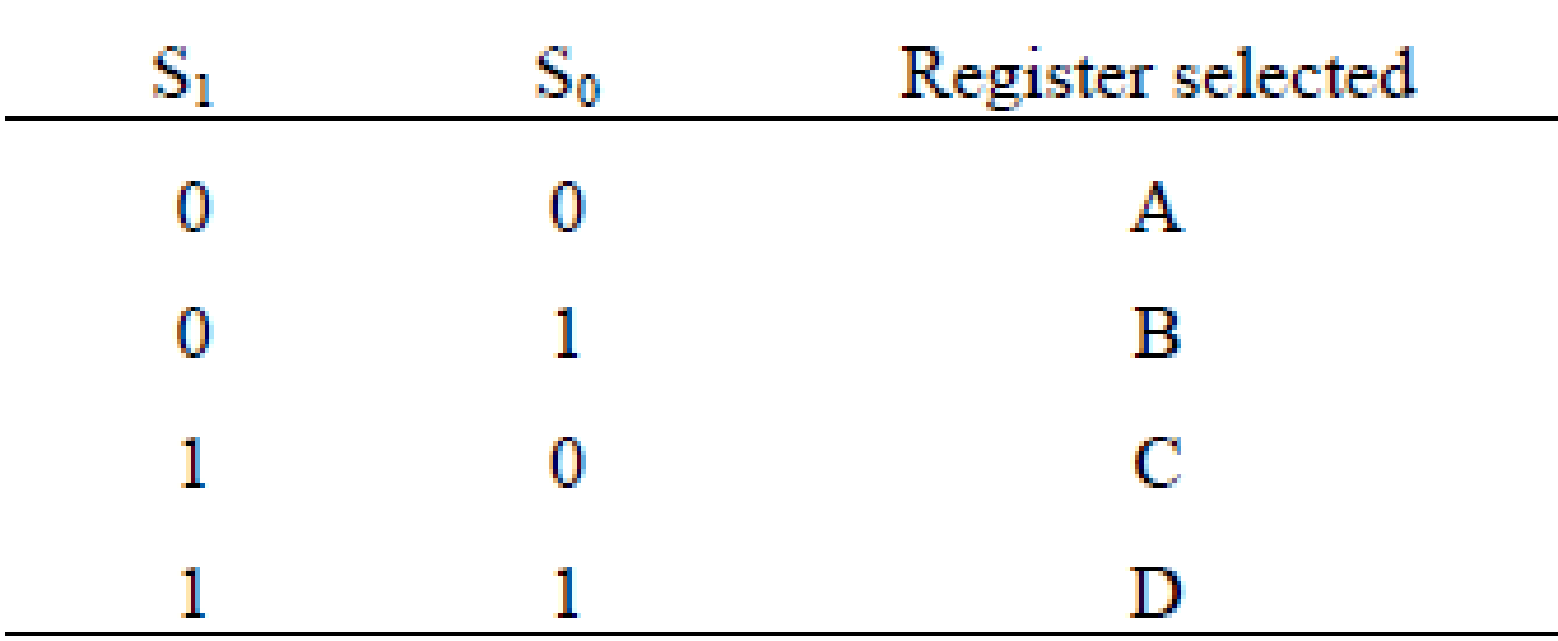 S₁ S₀ Register selected
0 0 A
0 1 B
1 0 C
1 1 D